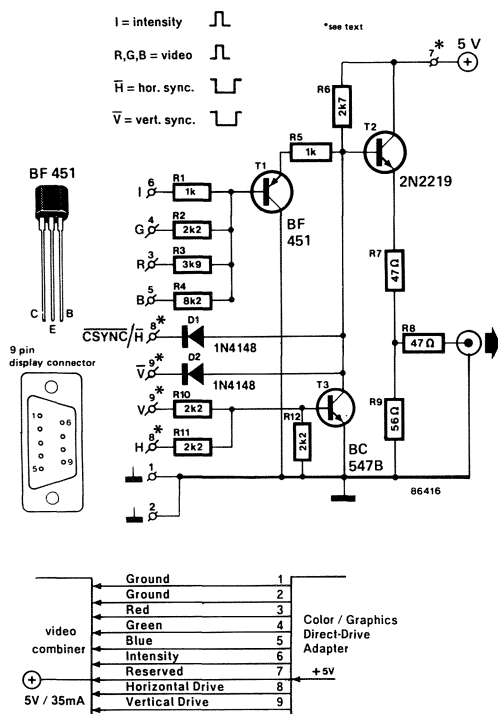 I = intensity
R,G,B = video
H̅ = hor. sync.
V̅ = vert. sync.
*see text
7
*
5 V
+
R6
2k7
T2
2N2219
R5
1k
T1
BF
451
BF 451
C
E
B
I
6
R1
1k
G
4
R2
2k2
R
3
R3
3k9
B
5
R4
8k2
C̅S̅Y̅N̅C̅/H̅
8
*
D1
1N4148
V̅
9
*
D2
1N4148
V
9
*
R10
2k2
H
8
*
R11
2k2
R12
2k2
T3
BC
547B
R7
47 Ω
R8
47 Ω
R9
56 Ω
1
2
86416
9 pin
display connector
1
6
5
9
Ground 1
Ground 2
Red 3
Green 4
Blue 5
Intensity 6
Reserved 7
Horizontal Drive 8
Vertical Drive 9
video
combiner
+
5V / 35mA
Color / Graphics
Direct-Drive
Adapter
+5V